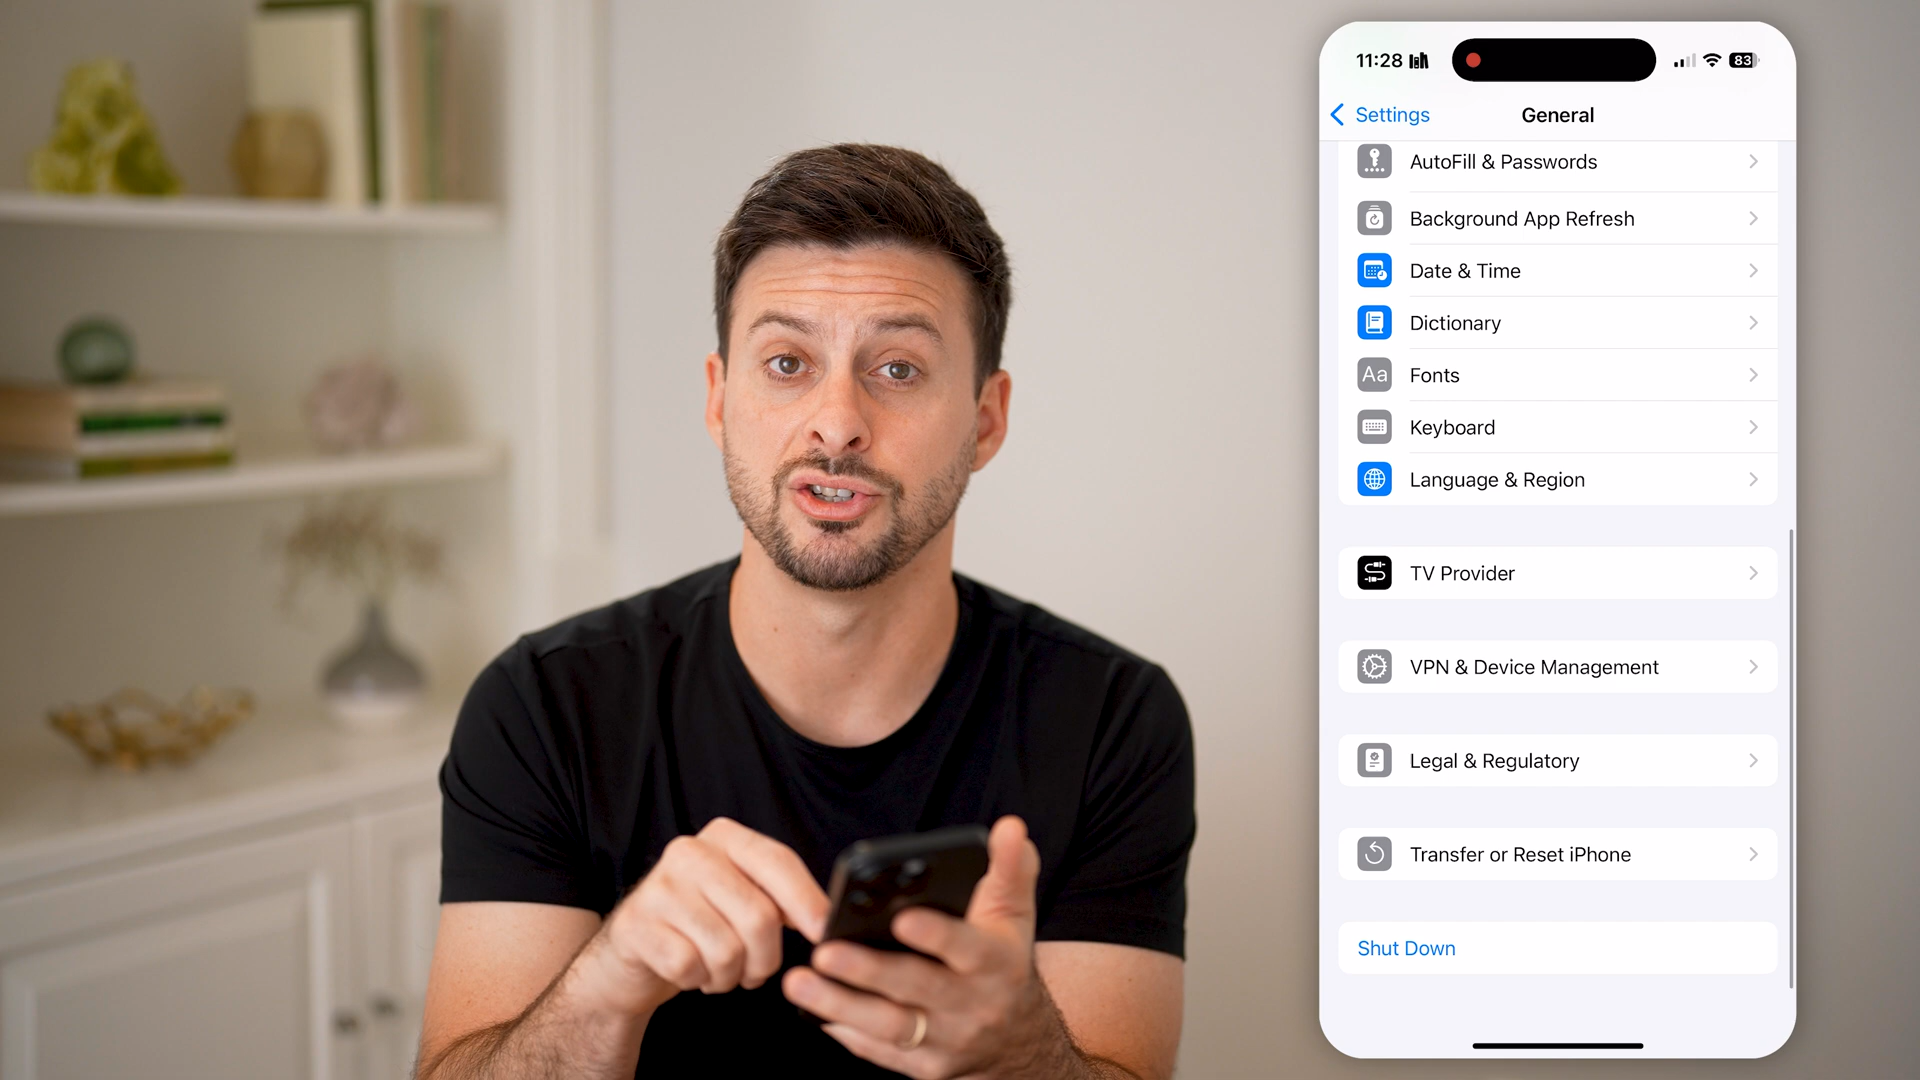 11:28
83
Settings
General
AutoFill & Passwords
Background App Refresh
Date & Time
Dictionary
Aa
Fonts
Keyboard
Language & Region
TV Provider
VPN & Device Management
Legal & Regulatory
Transfer or Reset iPhone
Shut Down